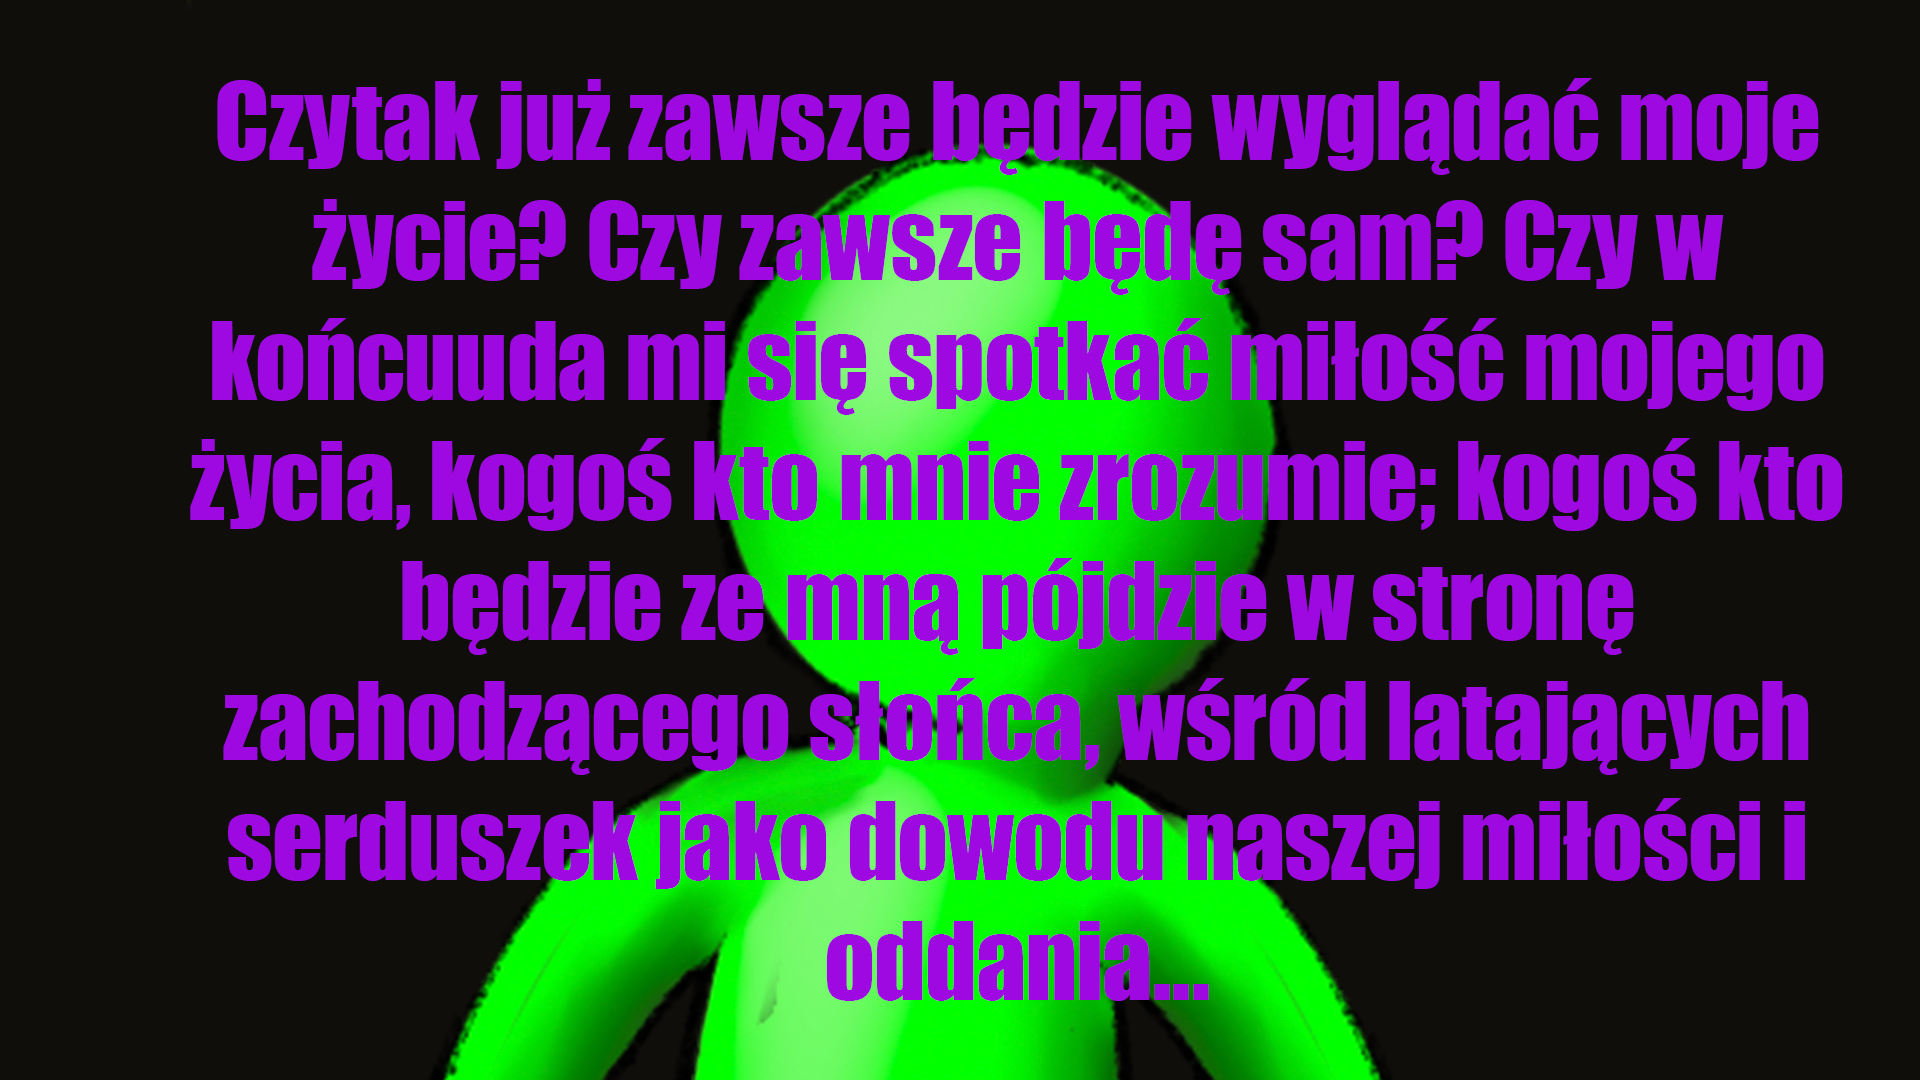 Czytak już zawsze będzie wyglądać moje
życie? Czy zawsze będę sam? Czy w
końcuuda mi się spotkać miłość mojego
życia, kogoś kto mnie zrozumie; kogoś kto
będzie ze mną pójdzie w stronę
zachodzącego słońca, wśród latających
serduszek jako dowodu naszej miłości i
oddania...